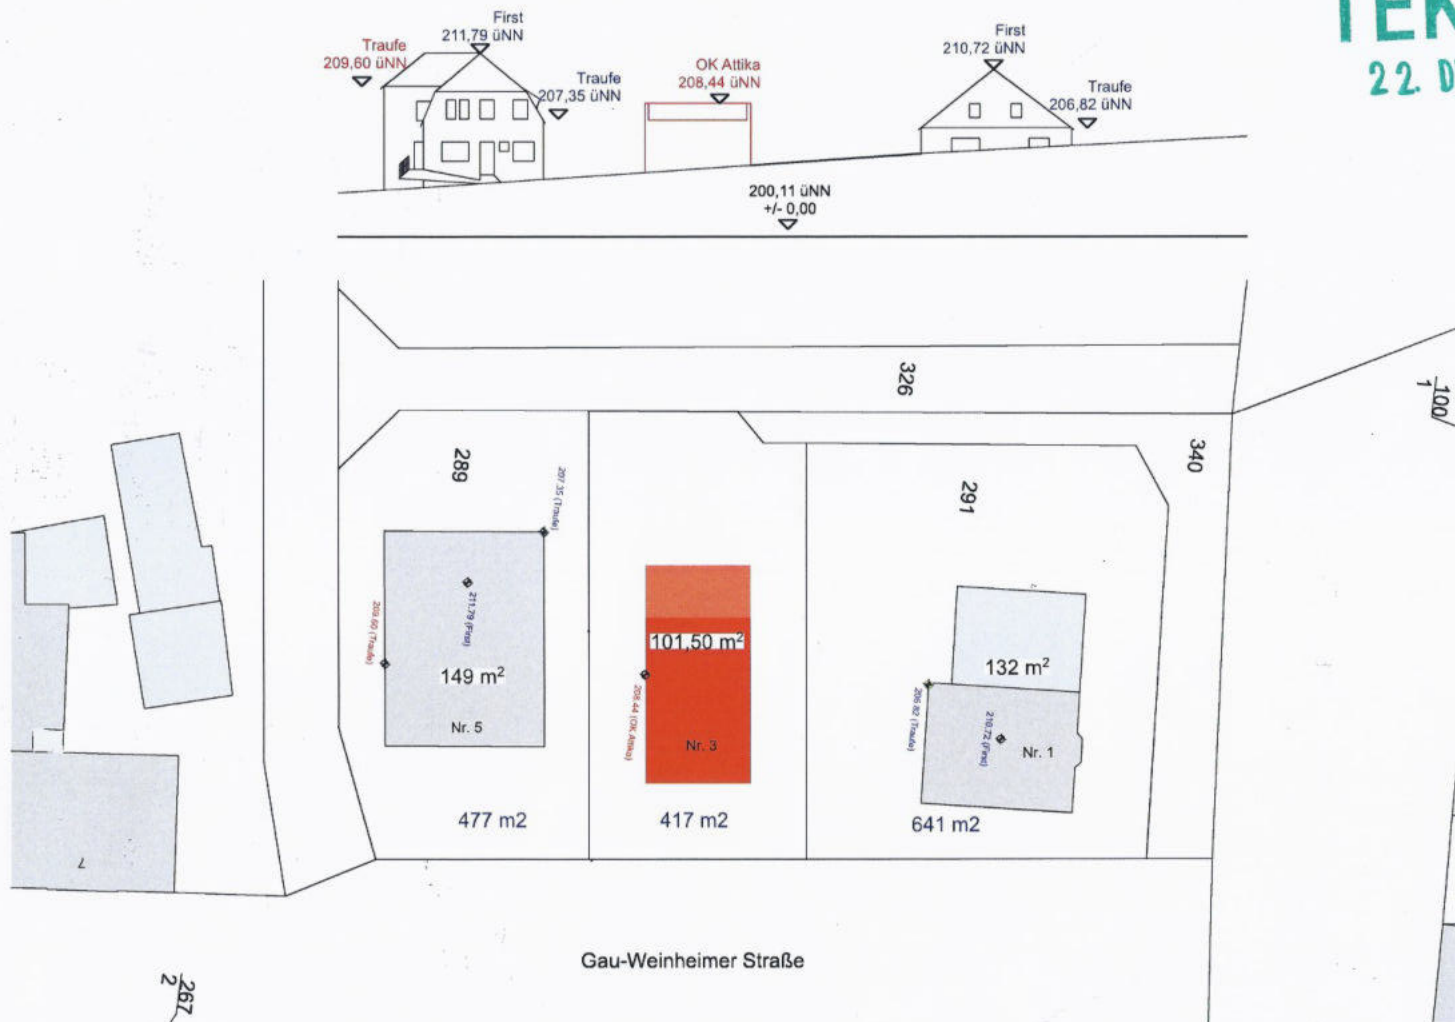 First
211,79 üNN
Traufe
209,60 üNN
Traufe
207,35 üNN
OK Attika
208,44 üNN
First
210,72 üNN
Traufe
206,82 üNN
200,11 üNN
+/- 0,00
22. D
326
340
100/
1
289
291
207.35 (Traufe)
211.79 (First)
209.60 (Traufe)
149 m²
Nr. 5
101,50 m²
208.44 (OK Attika)
Nr. 3
132 m²
206.82 (Traufe)
210.72 (First)
Nr. 1
477 m2
417 m2
641 m2
7
Gau-Weinheimer Straße
267
2